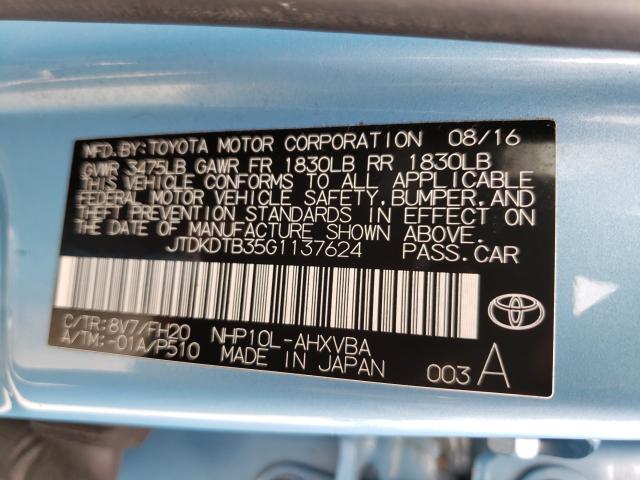 MFD. BY: TOYOTA MOTOR CORPORATION 08/16
GVWR 3475LB GAWR FR 1830LB RR 1830LB
THIS VEHICLE CONFORMS TO ALL APPLICABLE
FEDERAL MOTOR VEHICLE SAFETY, BUMPER, AND
THEFT PREVENTION STANDARDS IN EFFECT ON
THE DATE OF MANUFACTURE SHOWN ABOVE.
JTDKDTB35G1137624 PASS. CAR
C/TR: 8V7/FH20 NHP10L-AHXVBA
A/TM: -01A/P510 MADE IN JAPAN 003 A